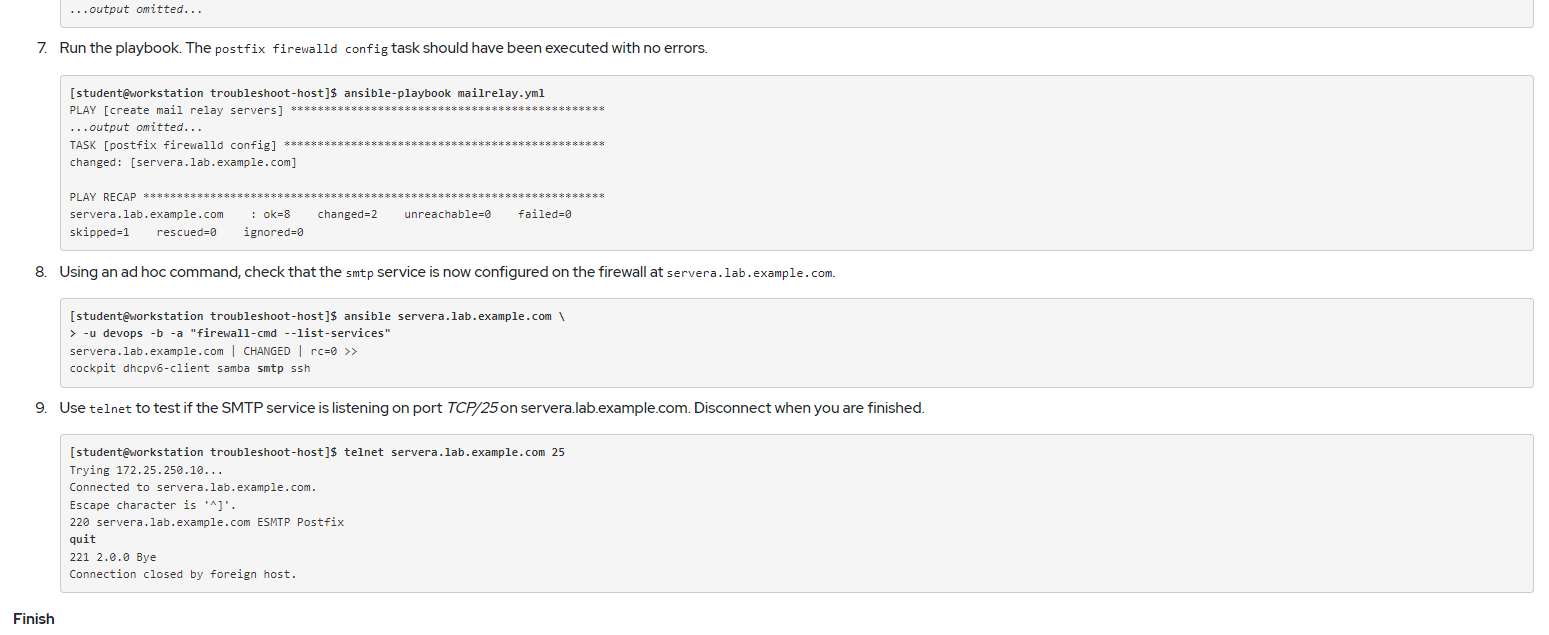 ...output omitted...
7. Run the playbook. The postfix firewalld config task should have been executed with no errors.
[student@workstation troubleshoot-host]$ ansible-playbook mailrelay.yml
PLAY [create mail relay servers] ***********************************************
...output omitted...
TASK [postfix firewalld config] ************************************************
changed: [servera.lab.example.com]
PLAY RECAP *********************************************************************
servera.lab.example.com    : ok=8    changed=2    unreachable=0    failed=0
skipped=1    rescued=0    ignored=0
8. Using an ad hoc command, check that the smtp service is now configured on the firewall at servera.lab.example.com.
[student@workstation troubleshoot-host]$ ansible servera.lab.example.com \
> -u devops -b -a "firewall-cmd --list-services"
servera.lab.example.com | CHANGED | rc=0 >>
cockpit dhcpv6-client samba smtp ssh
9. Use telnet to test if the SMTP service is listening on port TCP/25 on servera.lab.example.com. Disconnect when you are finished.
[student@workstation troubleshoot-host]$ telnet servera.lab.example.com 25
Trying 172.25.250.10...
Connected to servera.lab.example.com.
Escape character is '^]'.
220 servera.lab.example.com ESMTP Postfix
quit
221 2.0.0 Bye
Connection closed by foreign host.
Finish